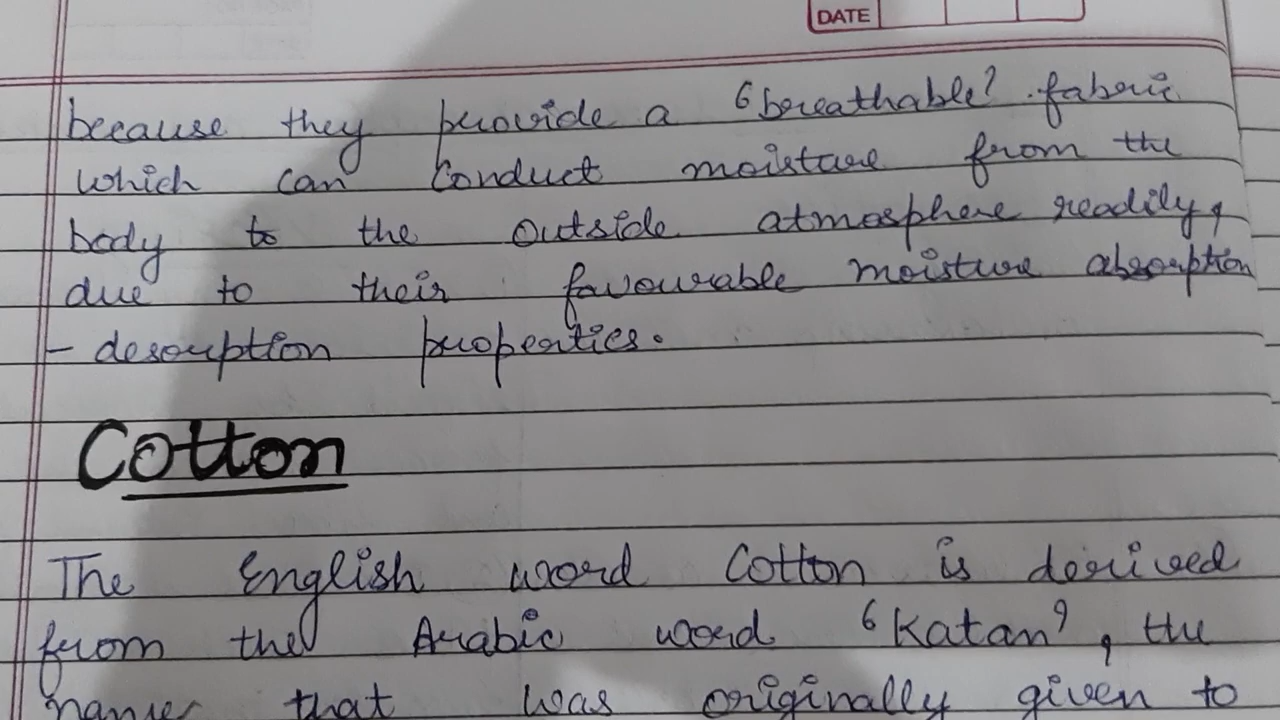 DATE
because they provide a 'breathable' fabric
which can conduct moisture from the
body to the outside atmosphere readily,
due to their favourable moisture absorption
- desorption properties.
Cotton
The English word Cotton is derived
from the Arabic word 'Katan', the
names that was originally given to